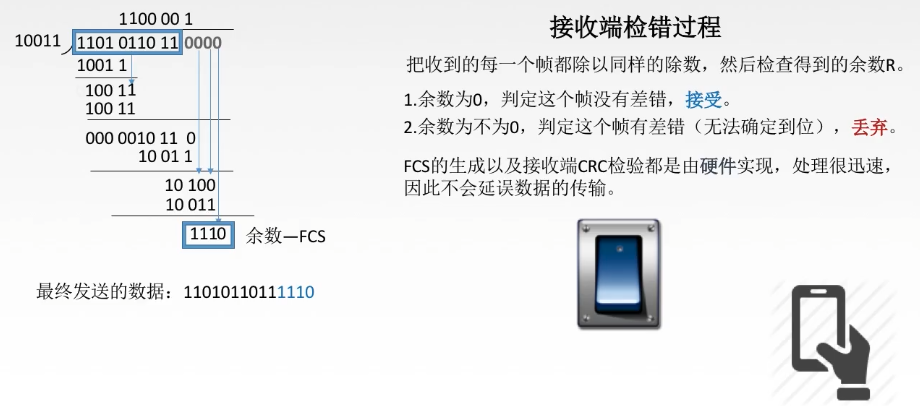 1100 00 1
10011
1101 0110 11 0000
1001 1
100 11
100 11
000 0010 11 0
10 01 1
10 100
10 011
1110 余数—FCS
最终发送的数据：11010110111110
接收端检错过程
把收到的每一个帧都除以同样的除数，然后检查得到的余数R。
1.余数为0，判定这个帧没有差错，接受。
2.余数为不为0，判定这个帧有差错（无法确定到位），丢弃。
FCS的生成以及接收端CRC检验都是由硬件实现，处理很迅速，
因此不会延误数据的传输。